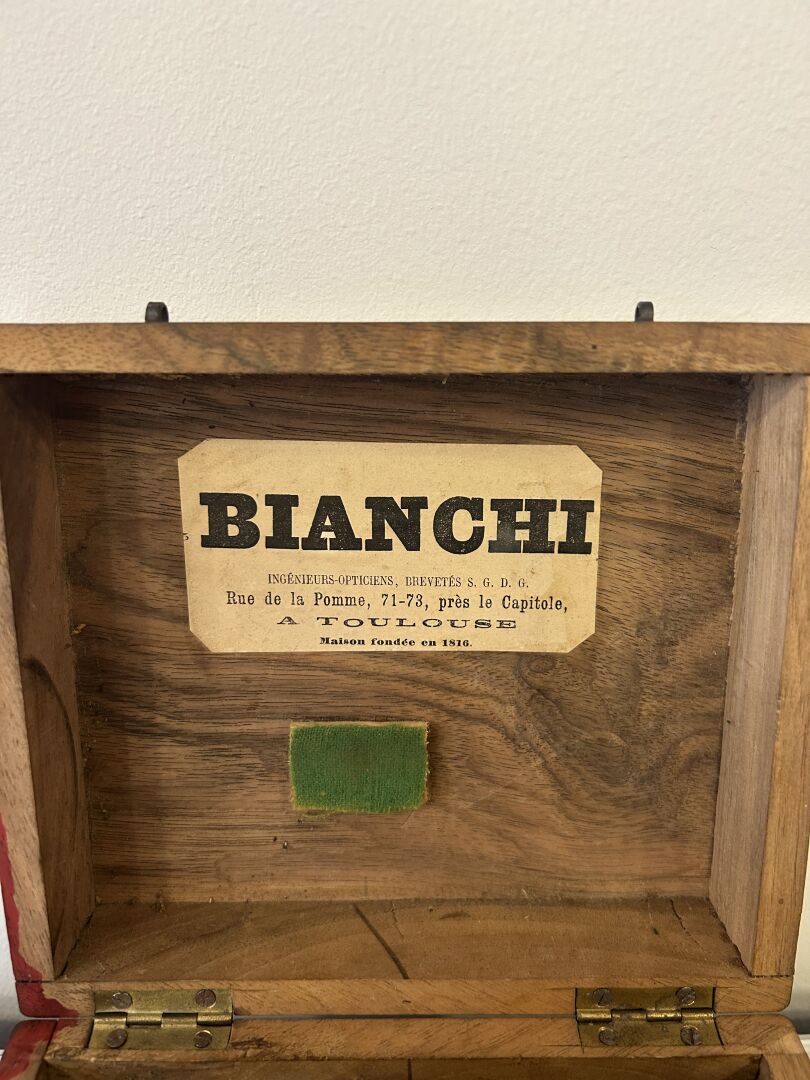 BIANCHI
INGÉNIEURS-OPTICIENS, BREVETÉS S. G. D. G.
Rue de la Pomme, 71-73, près le Capitole,
A TOULOUSE
Maison fondée en 1816.